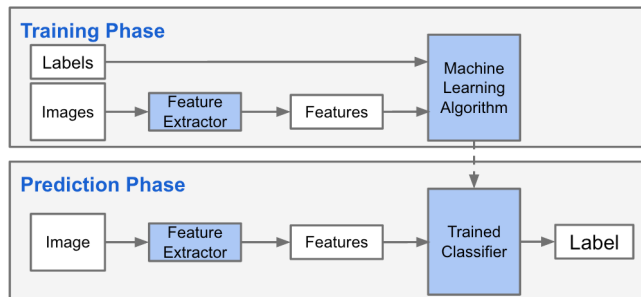 Training Phase
Labels
Images
Feature
Extractor
Features
Machine
Learning
Algorithm
Prediction Phase
Image
Feature
Extractor
Features
Trained
Classifier
Label